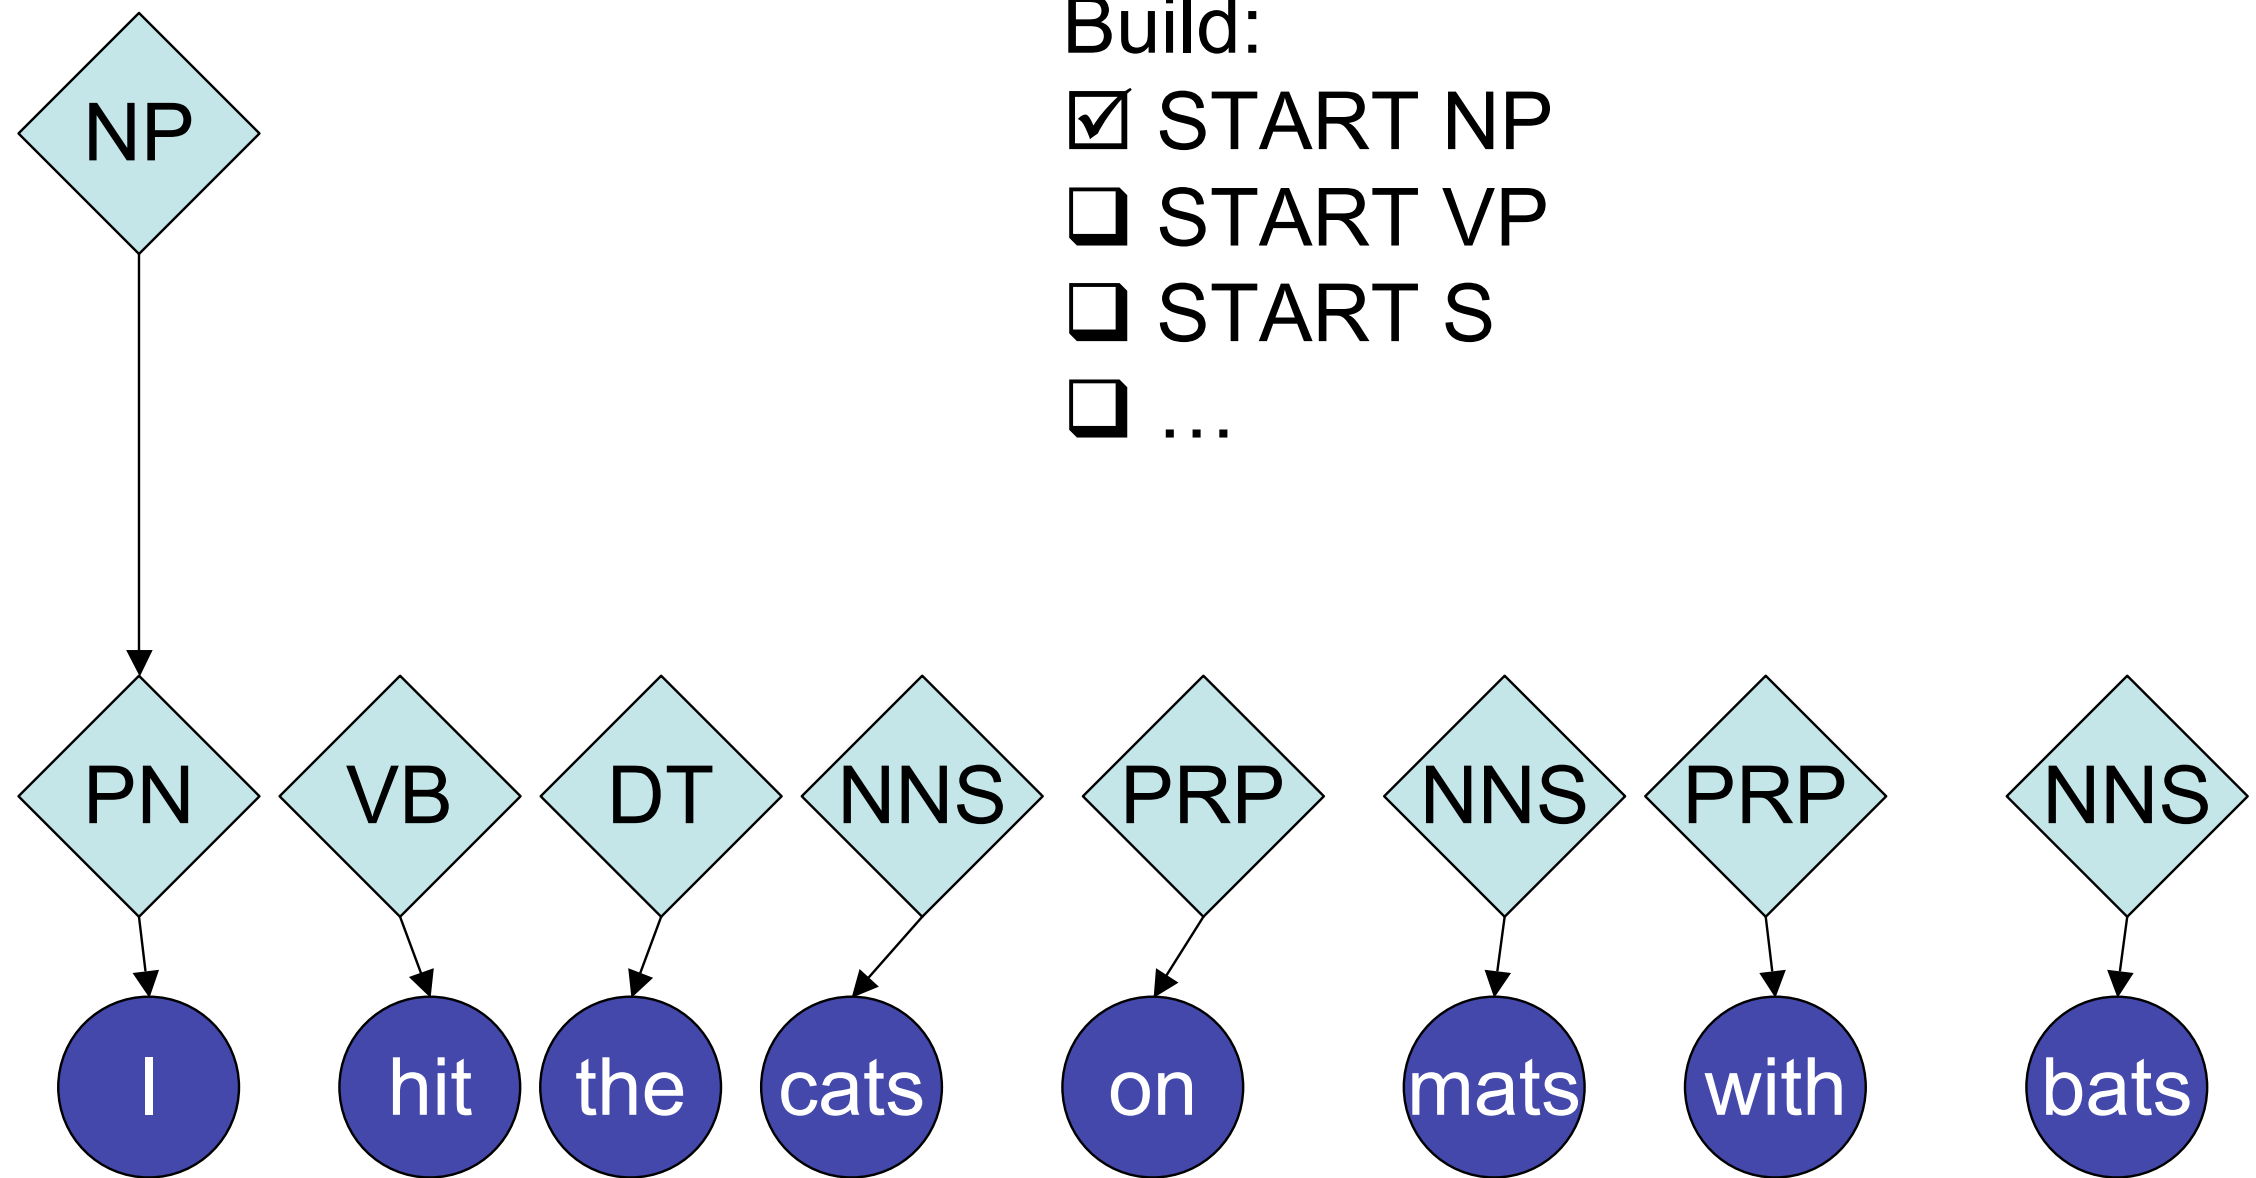 Build:
☑ START NP
❑ START VP
❑ START S
❑ …
NP
PN VB DT NNS PRP NNS PRP NNS
I hit the cats on mats with bats